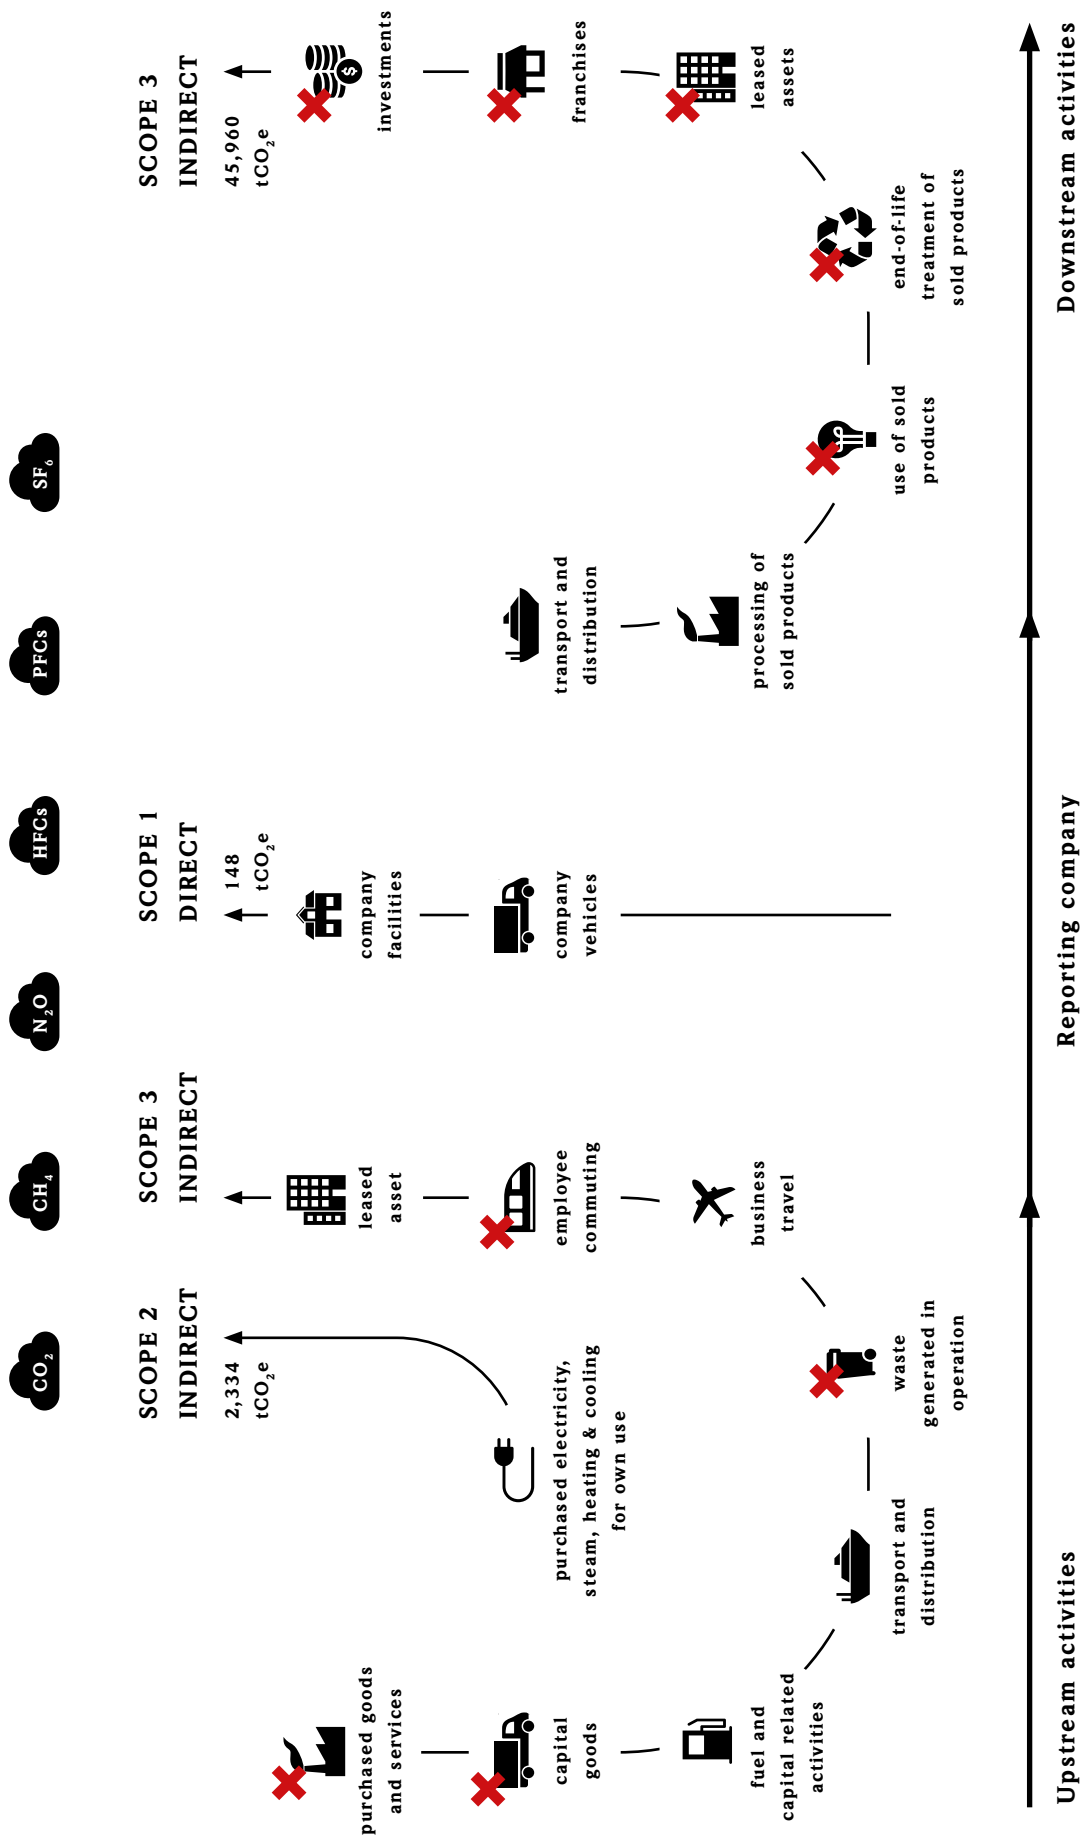 CO₂
CH₄
N₂O
HFCs
PFCs
SF₆
SCOPE 2
INDIRECT
2,334
tCO₂e
SCOPE 3
INDIRECT
SCOPE 1
DIRECT
148
tCO₂e
SCOPE 3
INDIRECT
45,960
tCO₂e
purchased goods
and services
capital
goods
fuel and
capital related
activities
transport and
distribution
waste
generated in
operation
purchased electricity,
steam, heating & cooling
for own use
leased
asset
employee
commuting
business
travel
company
facilities
company
vehicles
transport and
distribution
processing of
sold products
use of sold
products
end-of-life
treatment of
sold products
leased
assets
franchises
$
investments
Upstream activities
Reporting company
Downstream activities